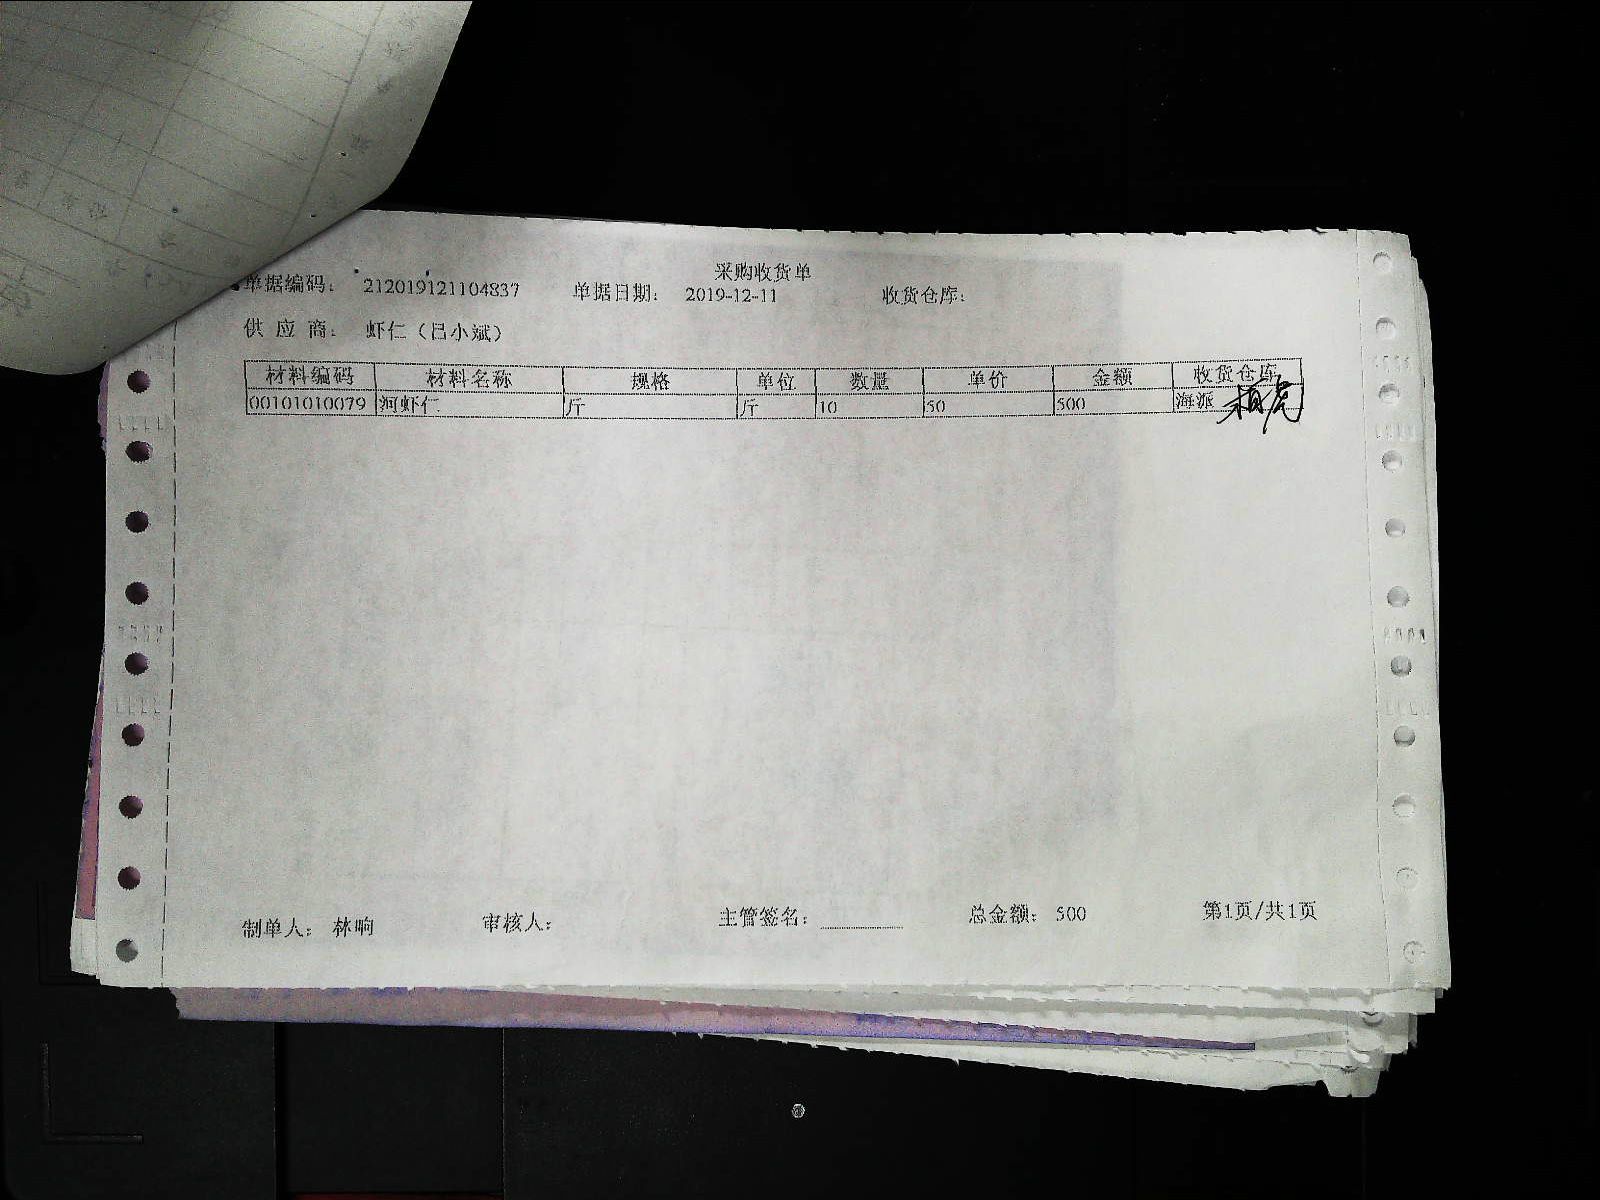 采购收货单
单据编码： 212019121104837 单据日期： 2019-12-11 收货仓库：
供 应 商： 虾仁（吕小斌）
材料编码 材料名称 规格 单位 数量 单价 金额 收货仓库
00101010079 河虾仁 斤 斤 10 50 500 海派
制单人： 林响 审核人： 主管签名： 总金额： 500 第1页/共1页